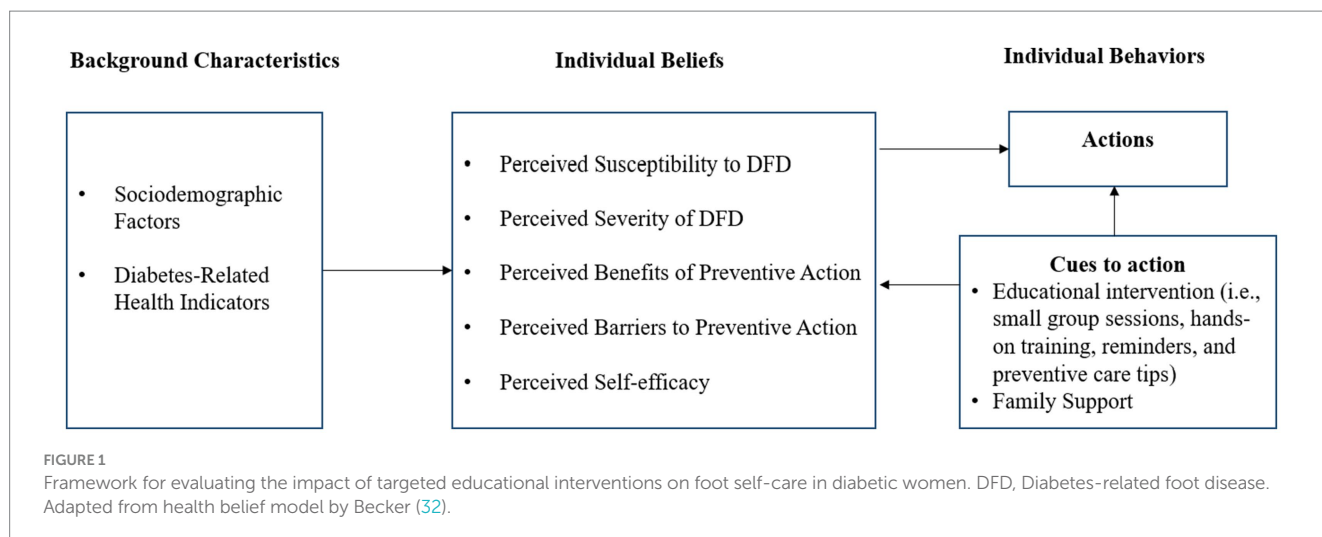 Background Characteristics
Individual Beliefs
Individual Behaviors
• Sociodemographic
Factors
• Diabetes-Related
Health Indicators
• Perceived Susceptibility to DFD
• Perceived Severity of DFD
• Perceived Benefits of Preventive Action
• Perceived Barriers to Preventive Action
• Perceived Self-efficacy
Actions
Cues to action
• Educational intervention (i.e.,
small group sessions, hands-
on training, reminders, and
preventive care tips)
• Family Support
FIGURE 1
Framework for evaluating the impact of targeted educational interventions on foot self-care in diabetic women. DFD, Diabetes-related foot disease.
Adapted from health belief model by Becker (32).